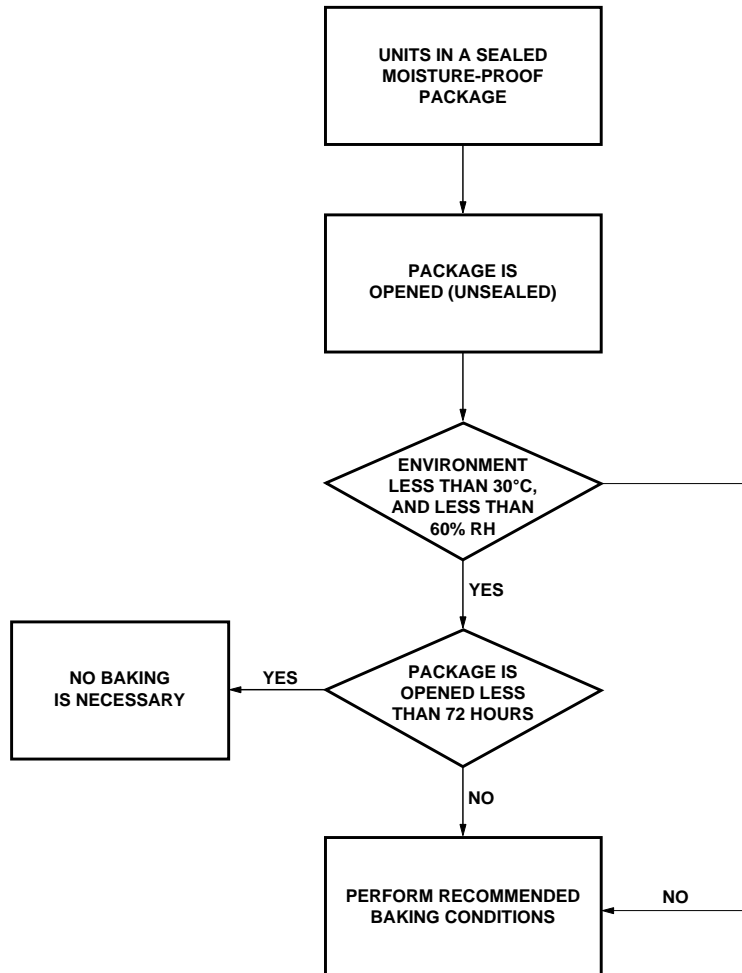 UNITS IN A SEALED
MOISTURE-PROOF
PACKAGE
PACKAGE IS
OPENED (UNSEALED)
ENVIRONMENT
LESS THAN 30°C,
AND LESS THAN
60% RH
YES
NO BAKING
IS NECESSARY
YES
PACKAGE IS
OPENED LESS
THAN 72 HOURS
NO
PERFORM RECOMMENDED
BAKING CONDITIONS
NO